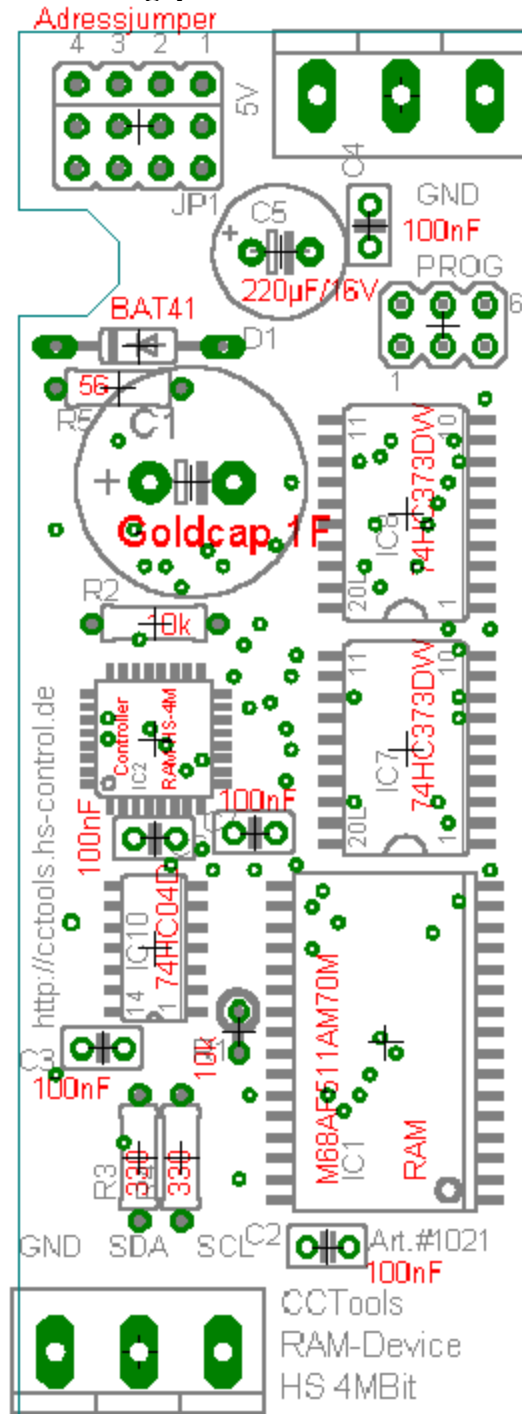 Adressjumper
4 3 2 1
5V
JP1
C4
GND
100nF
C5
+
220µF/16V
PROG
6
1
BAT41
D1
56
R5
C1
+
Goldcap 1F
11 10
IC8
74HC373DW
20L 1
R2
10k
Controller
IC2
RAM-HS-4M
11 10
IC7
74HC373DW
20L 1
100nF
100nF
http://cctools.hs-control.de
IC10
74HC04D
14 1
C3
100nF
10k
M68AF511AM70M
IC1
RAM
R3
330
330
GND SDA SCL
C2
Art.#1021
100nF
CCTools
RAM-Device
HS 4MBit